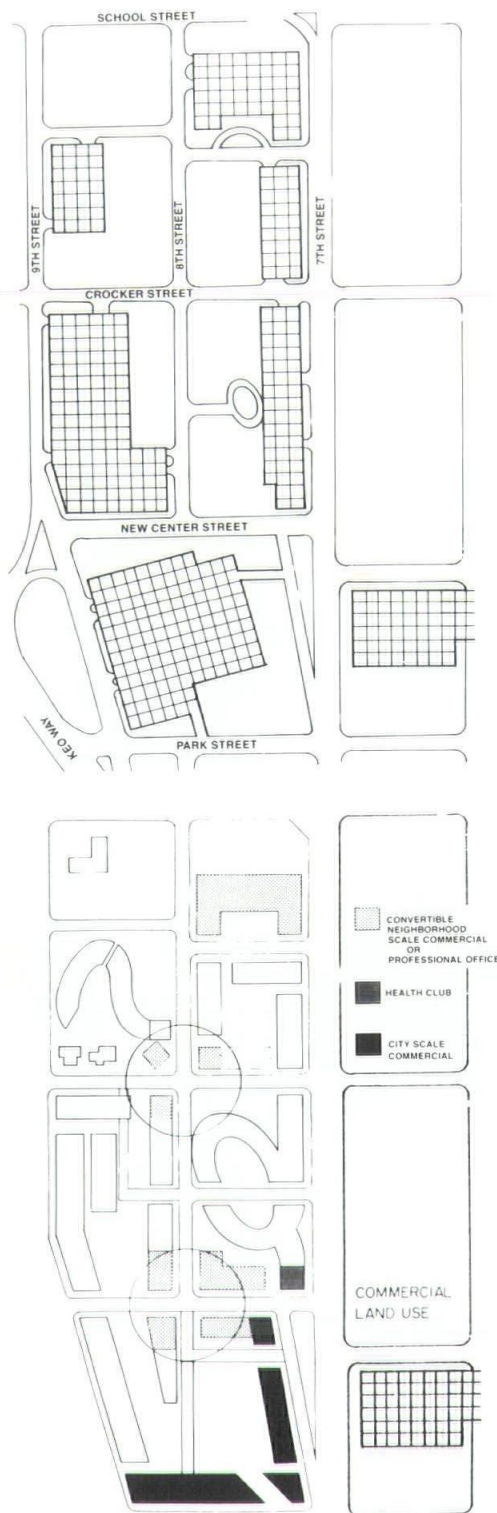 SCHOOL STREET
9TH STREET
8TH STREET
7TH STREET
CROCKER STREET
NEW CENTER STREET
KEO WAY
PARK STREET
CONVERTIBLE
NEIGHBORHOOD
SCALE COMMERCIAL
OR
PROFESSIONAL OFFICE
HEALTH CLUB
CITY SCALE
COMMERCIAL
COMMERCIAL
LAND USE